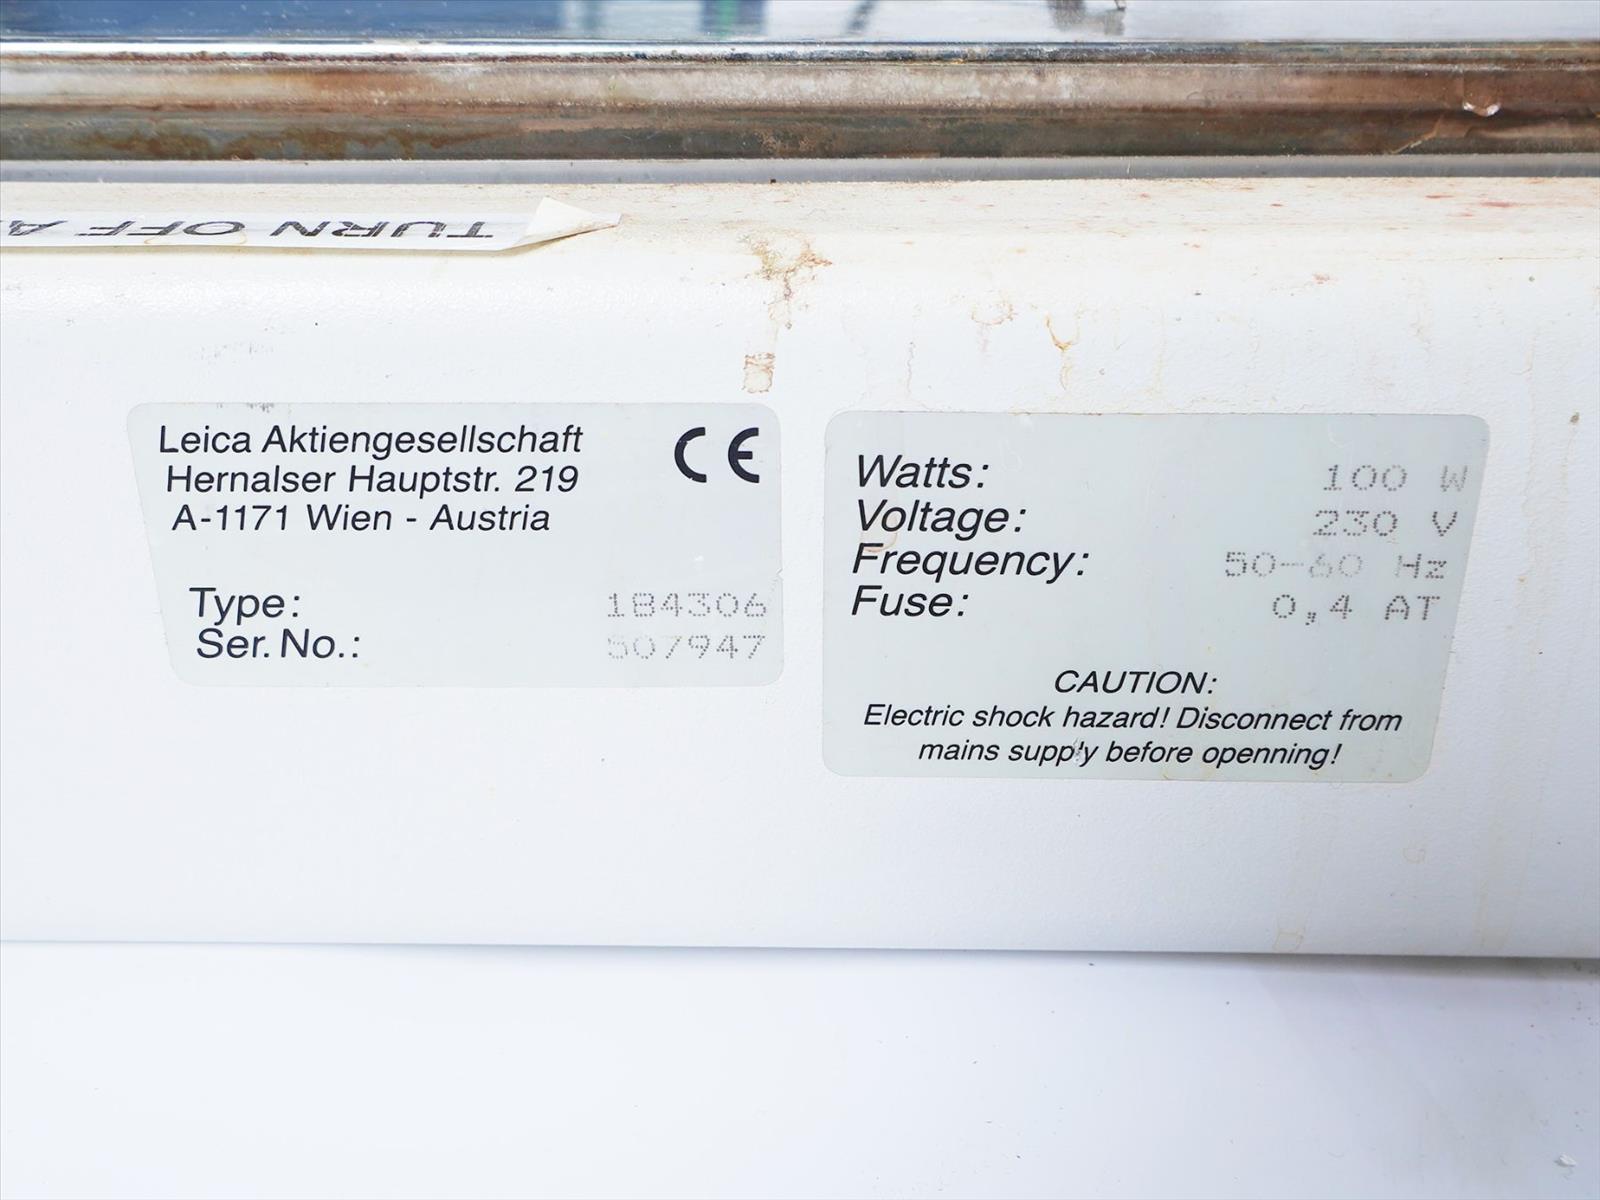 TURN OFF A
Leica Aktiengesellschaft
Hernalser Hauptstr. 219
A-1171 Wien - Austria
CE
Type: 184306
Ser. No.: 507947
Watts: 100 W
Voltage: 230 V
Frequency: 50-60 Hz
Fuse: 0,4 AT
CAUTION:
Electric shock hazard! Disconnect from
mains supply before openning!